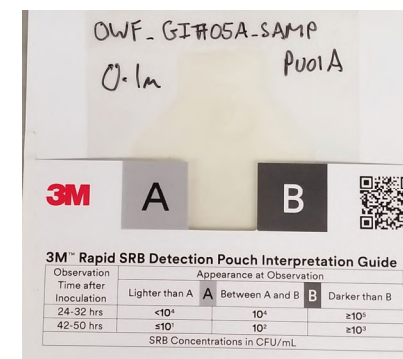 OWF_GI#05A_SAMP
0.1m PU01A
3M A B
3M™ Rapid SRB Detection Pouch Interpretation Guide
Observation Time after Inoculation
Appearance at Observation
Lighter than A A Between A and B B Darker than B
24-32 hrs <10⁴ 10⁴ ≥10⁵
42-50 hrs ≤10¹ 10² ≥10³
SRB Concentrations in CFU/mL